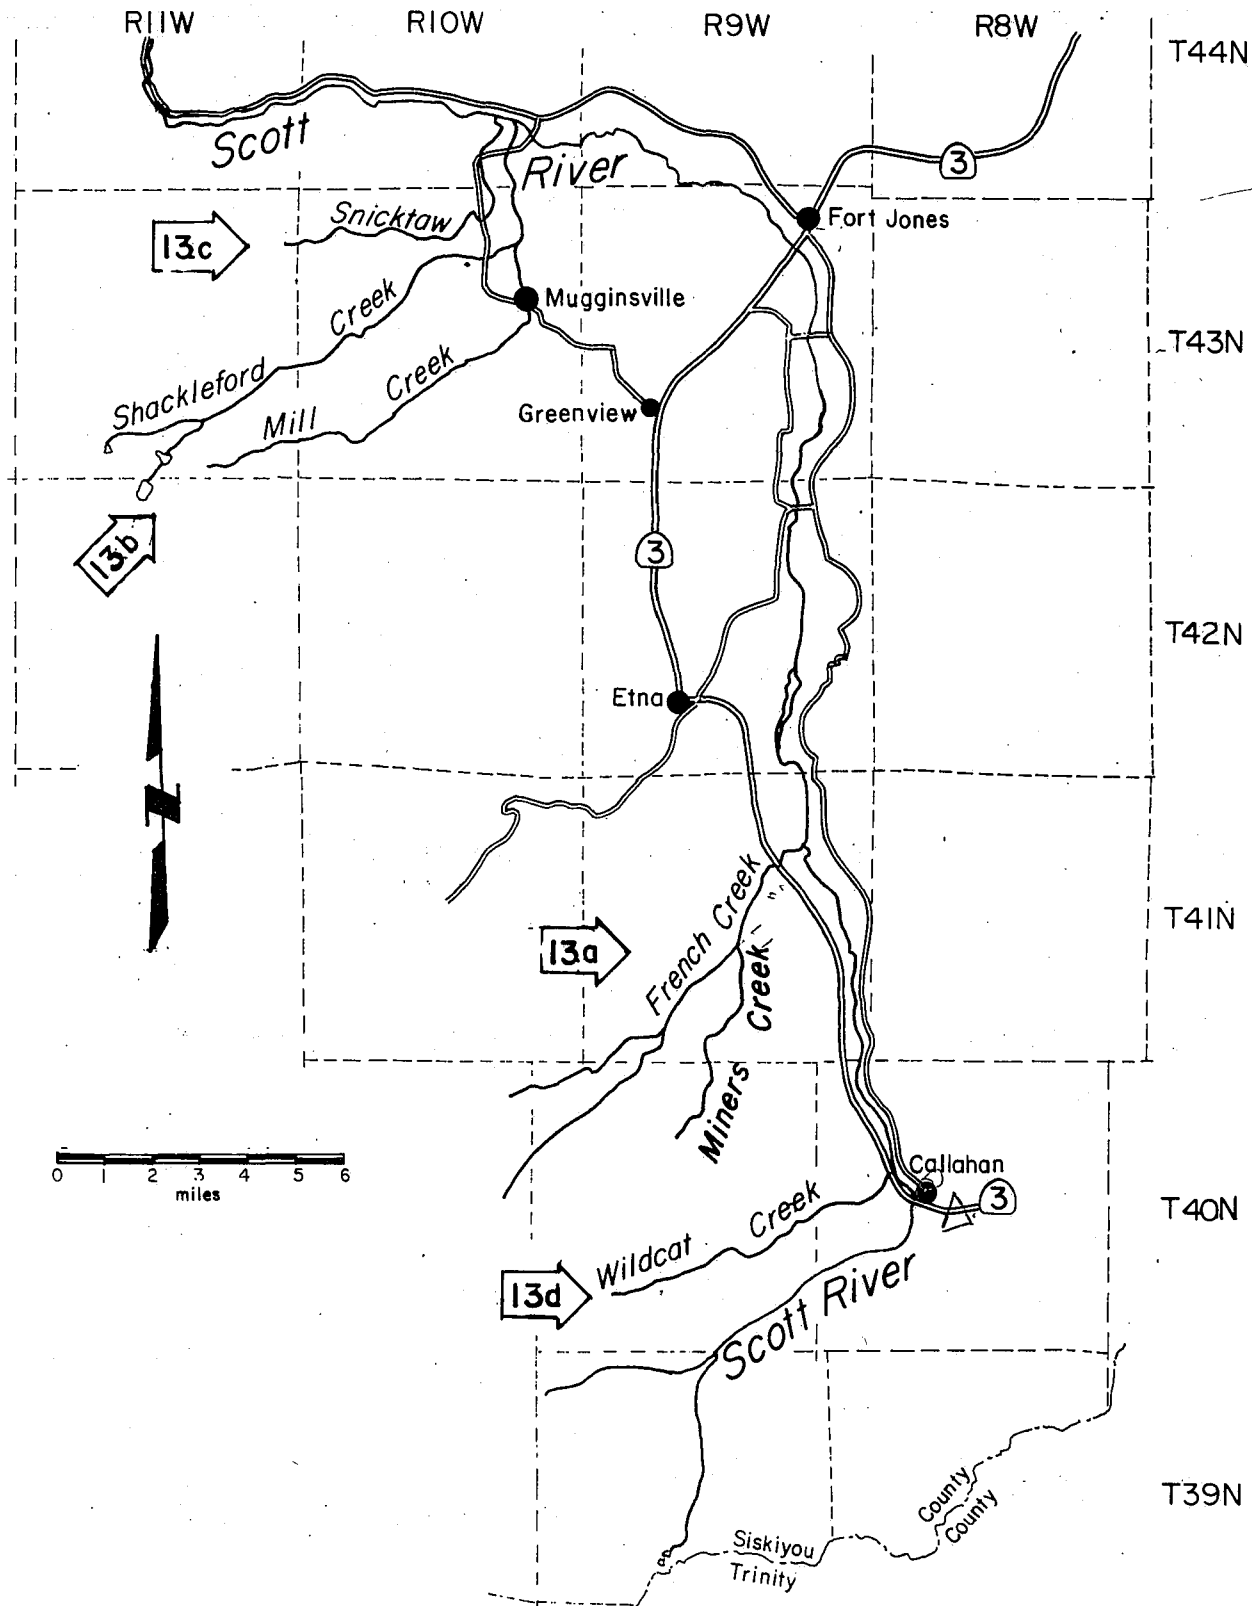 R11W R10W R9W R8W
T44N
Scott
River
3
Snicktaw
Fort Jones
13c
Creek
Mugginsville
T43N
Shackleford
Creek
Mill
Greenview
13b
3
T42N
Etna
T41N
French Creek
13a
Creek
Miners
0 1 2 3 4 5 6
miles
Callahan
3
T40N
Creek
Wildcat
13d
Scott River
T39N
County
County
Siskiyou
Trinity